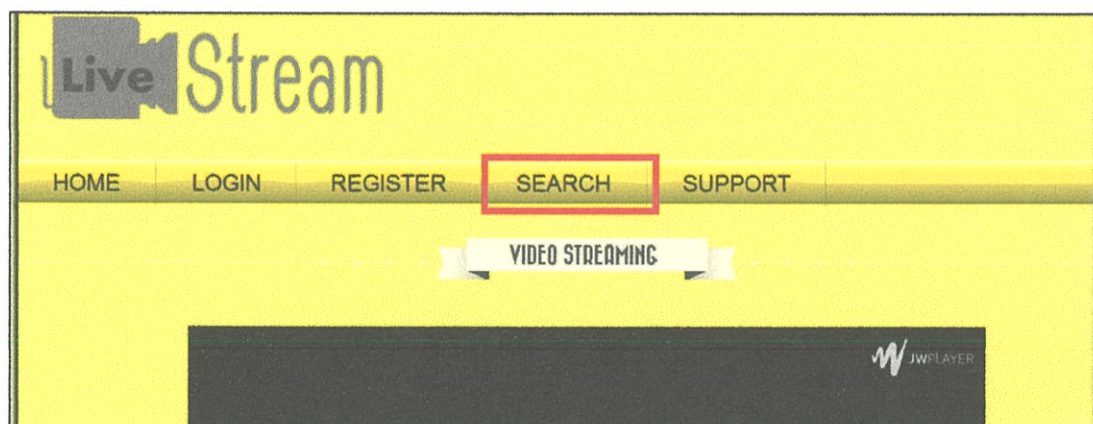 Live Stream
HOME LOGIN REGISTER SEARCH SUPPORT
VIDEO STREAMING
JWPLAYER